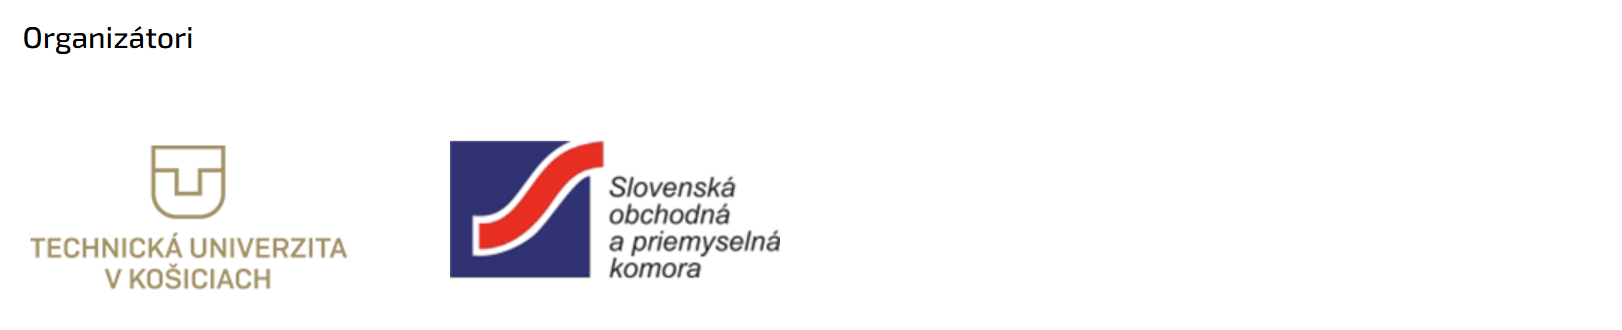 Organizátori
TECHNICKÁ UNIVERZITA
V KOŠICIACH
Slovenská
obchodná
a priemyselná
komora